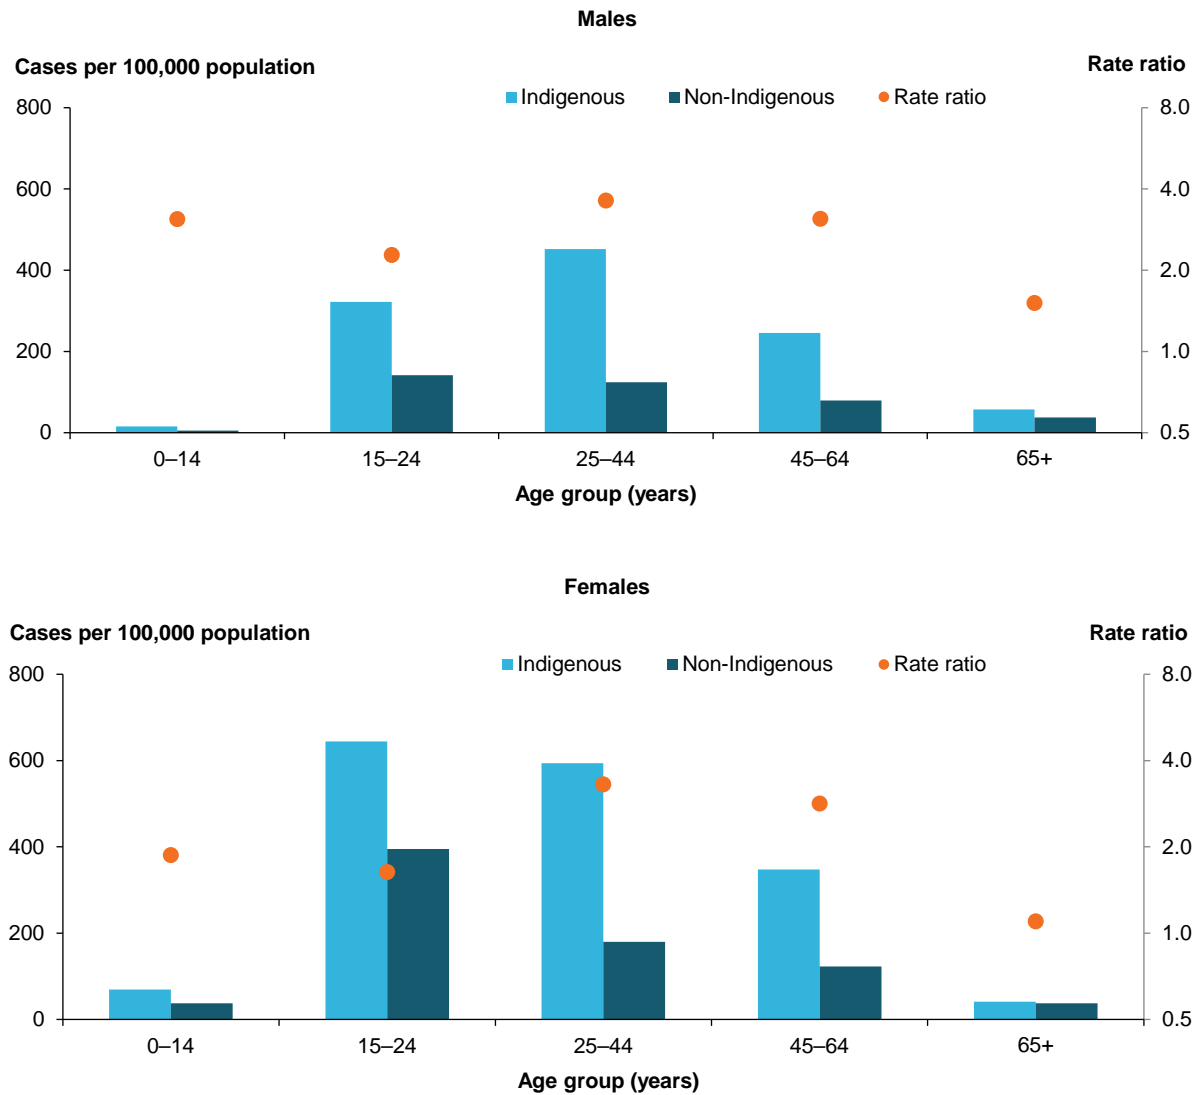 Males
Cases per 100,000 population
Rate ratio
Indigenous Non-Indigenous Rate ratio
800 8.0
600 4.0
400 2.0
200 1.0
0 0.5
0–14 15–24 25–44 45–64 65+
Age group (years)
Females
Cases per 100,000 population Rate ratio
Indigenous Non-Indigenous Rate ratio
800 8.0
600 4.0
400 2.0
200 1.0
0 0.5
0–14 15–24 25–44 45–64 65+
Age group (years)